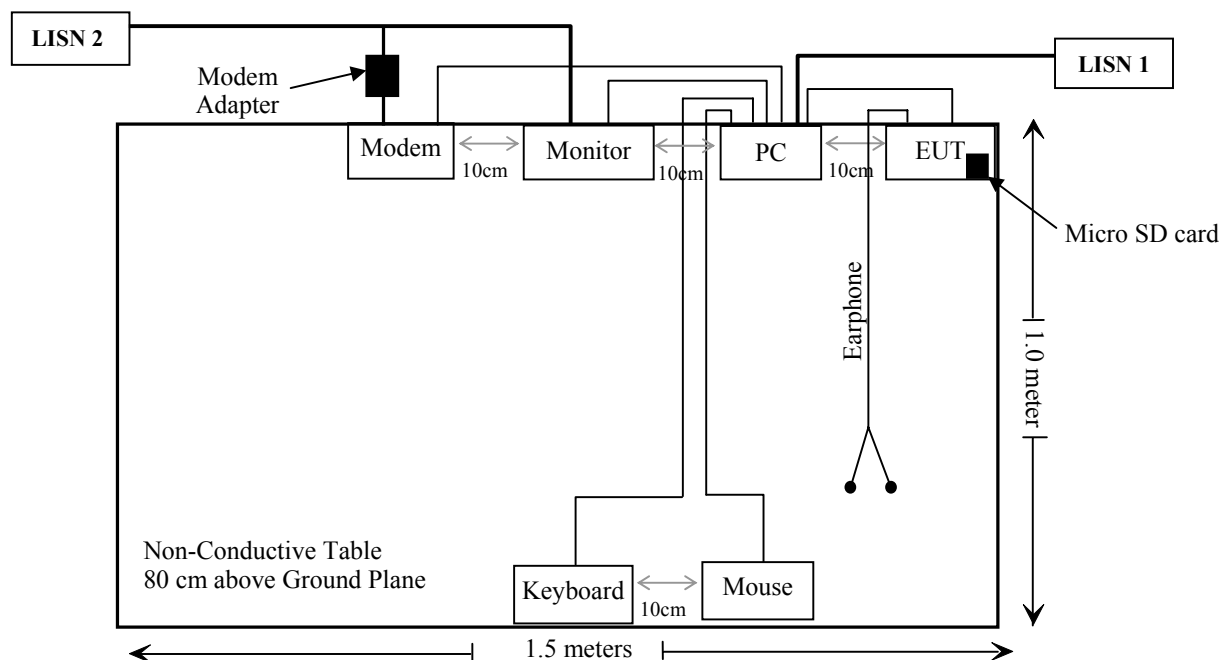 LISN 2
LISN 1
Modem
Adapter
Modem
10cm
Monitor
10cm
PC
10cm
EUT
Micro SD card
Earphone
1.0 meter
Non-Conductive Table
80 cm above Ground Plane
Keyboard
10cm
Mouse
1.5 meters